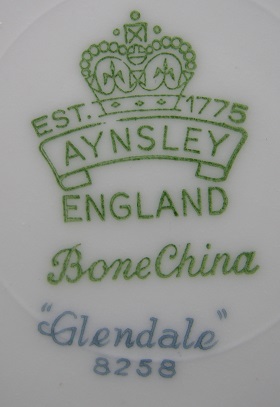 EST. 1775
AYNSLEY
ENGLAND
Bone China
"Glendale"
8258